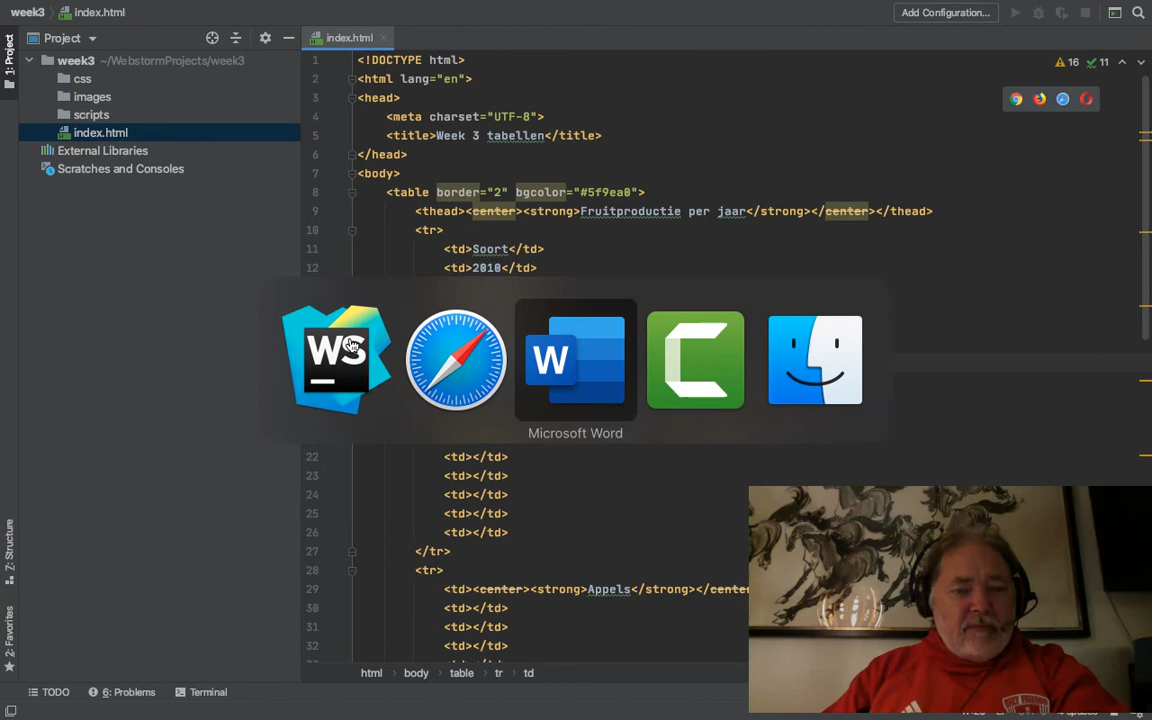 week3 index.html
Add Configuration...
Project
index.html
1: Project
week3 ~/WebstormProjects/week3
css
images
scripts
index.html
External Libraries
Scratches and Consoles
16 11
1 <!DOCTYPE html>
2 <html lang="en">
3 <head>
4 <meta charset="UTF-8">
5 <title>Week 3 tabellen</title>
6 </head>
7 <body>
8 <table border="2" bgcolor="#5f9ea0">
9 <thead><center><strong>Fruitproductie per jaar</strong></center></thead>
10 <tr>
11 <td>Soort</td>
12 <td>2010</td>
WS
W
Microsoft Word
22 <td></td>
23 <td></td>
24 <td></td>
25 <td></td>
26 <td></td>
27 </tr>
28 <tr>
29 <td><center><strong>Appels</strong></center
30 <td></td>
31 <td></td>
32 <td></td>
html body table tr td
Z: Structure
2: Favorites
TODO 6: Problems Terminal